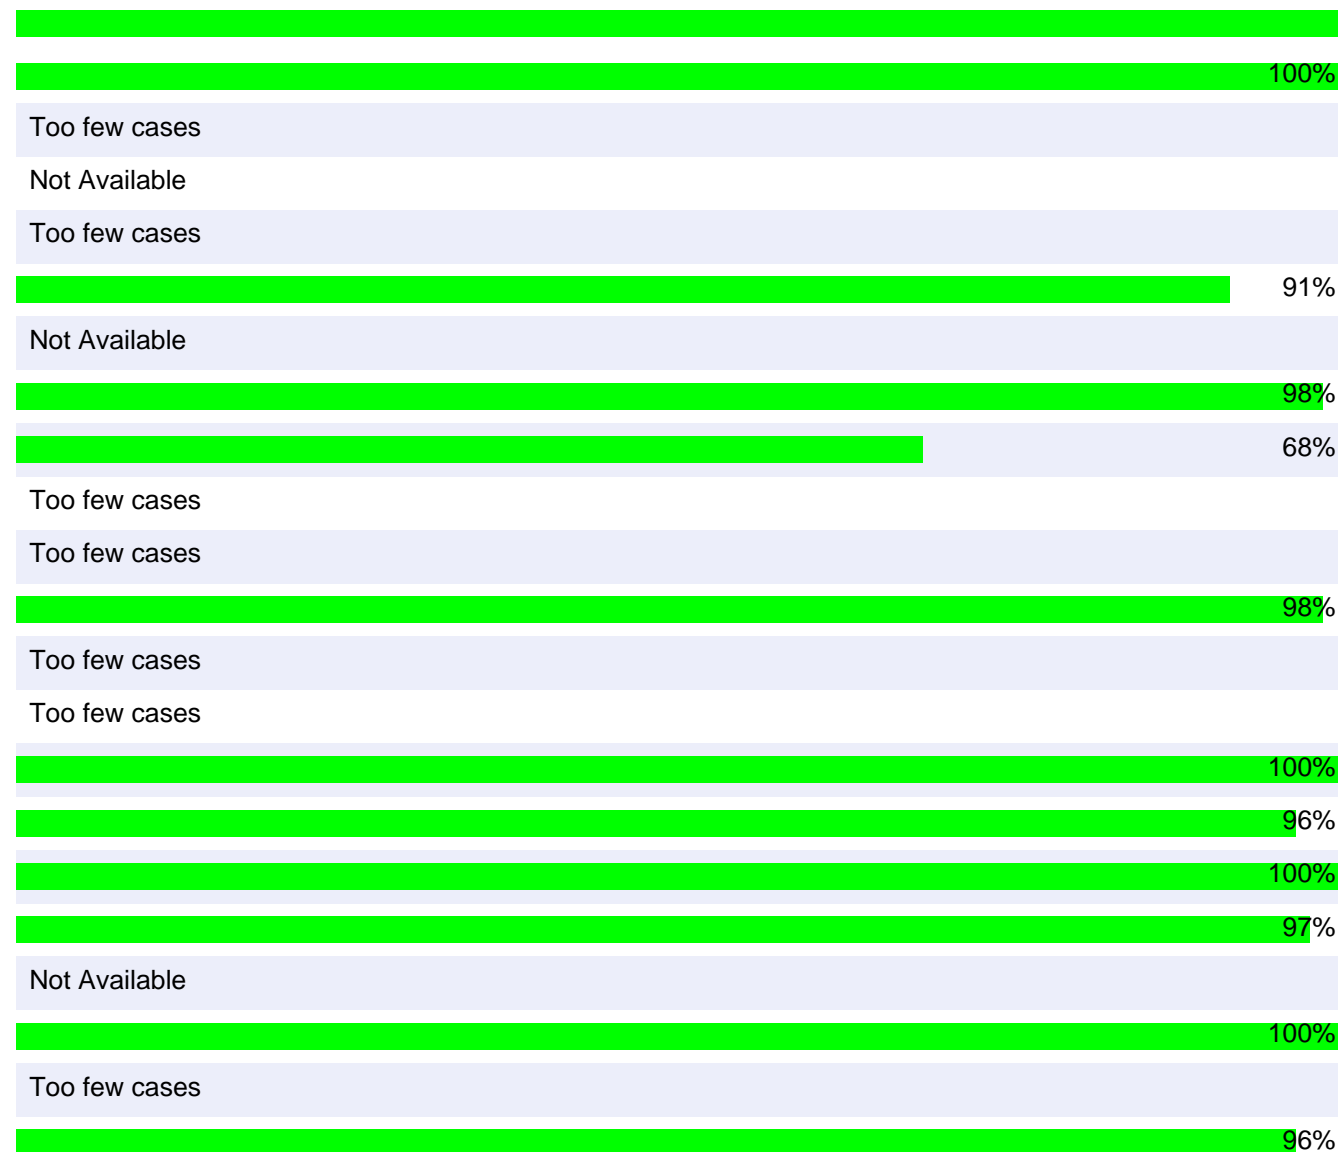 100%
Too few cases
Not Available
Too few cases
91%
Not Available
98%
68%
Too few cases
Too few cases
98%
Too few cases
Too few cases
100%
96%
100%
97%
Not Available
100%
Too few cases
96%